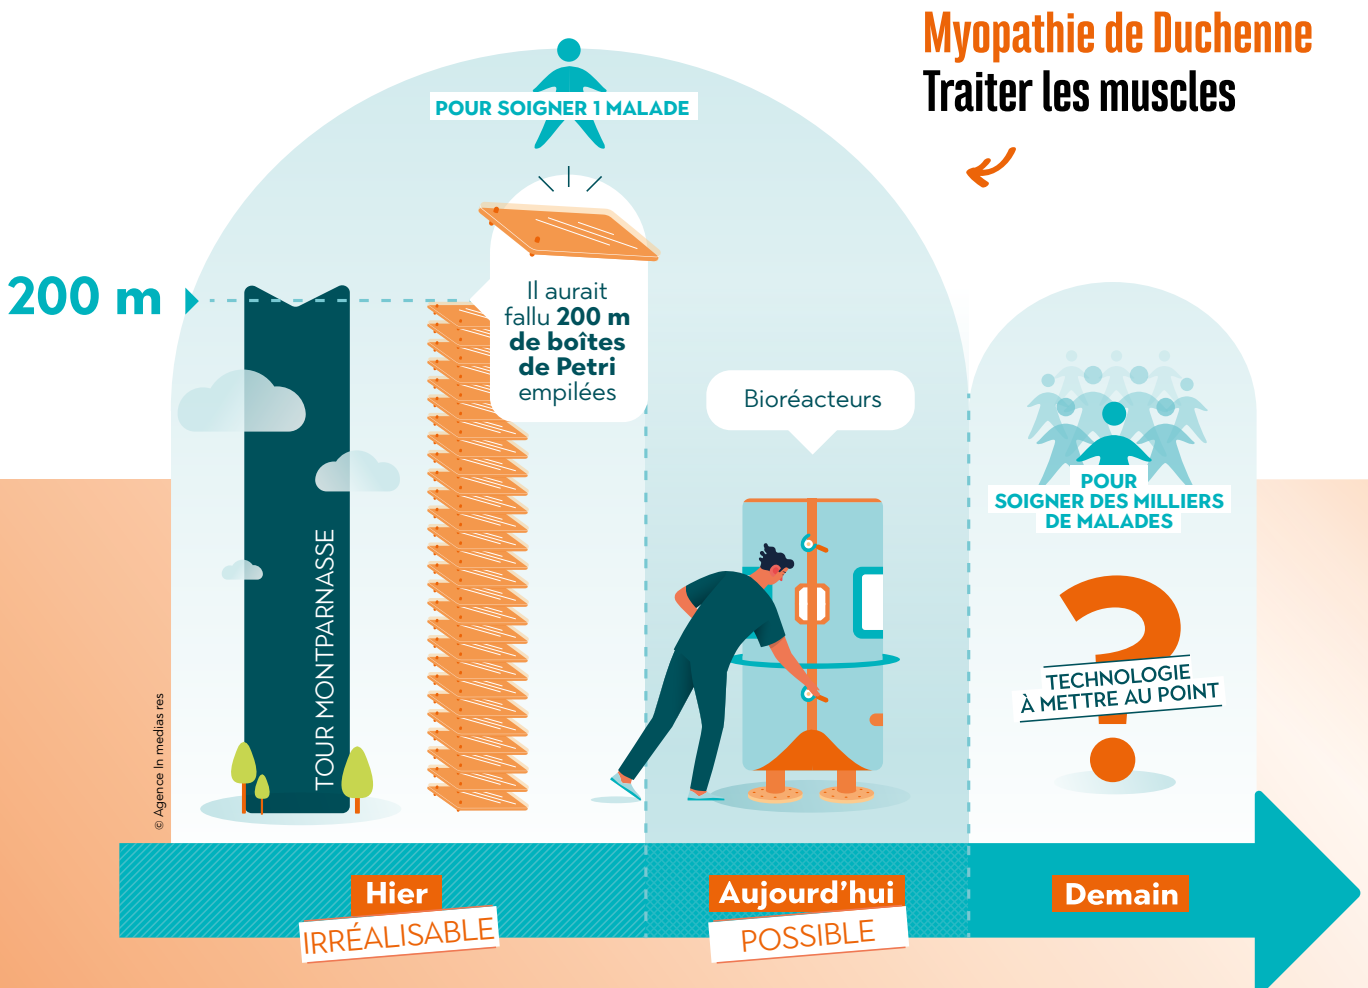 Myopathie de Duchenne
Traiter les muscles
POUR SOIGNER 1 MALADE
200 m
Il aurait
fallu 200 m
de boîtes
de Petri
empilées
Bioréacteurs
POUR
SOIGNER DES MILLIERS
DE MALADES
TOUR MONTPARNASSE
?
TECHNOLOGIE
À METTRE AU POINT
© Agence In medias res
Hier
IRRÉALISABLE
Aujourd'hui
POSSIBLE
Demain